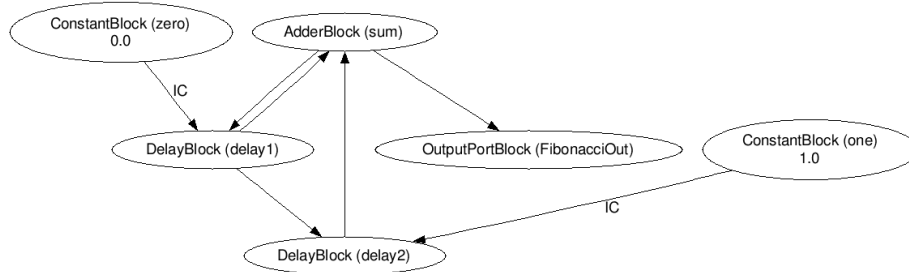 ConstantBlock (zero)
0.0
AdderBlock (sum)
IC
DelayBlock (delay1)
OutputPortBlock (FibonacciOut)
ConstantBlock (one)
1.0
IC
DelayBlock (delay2)